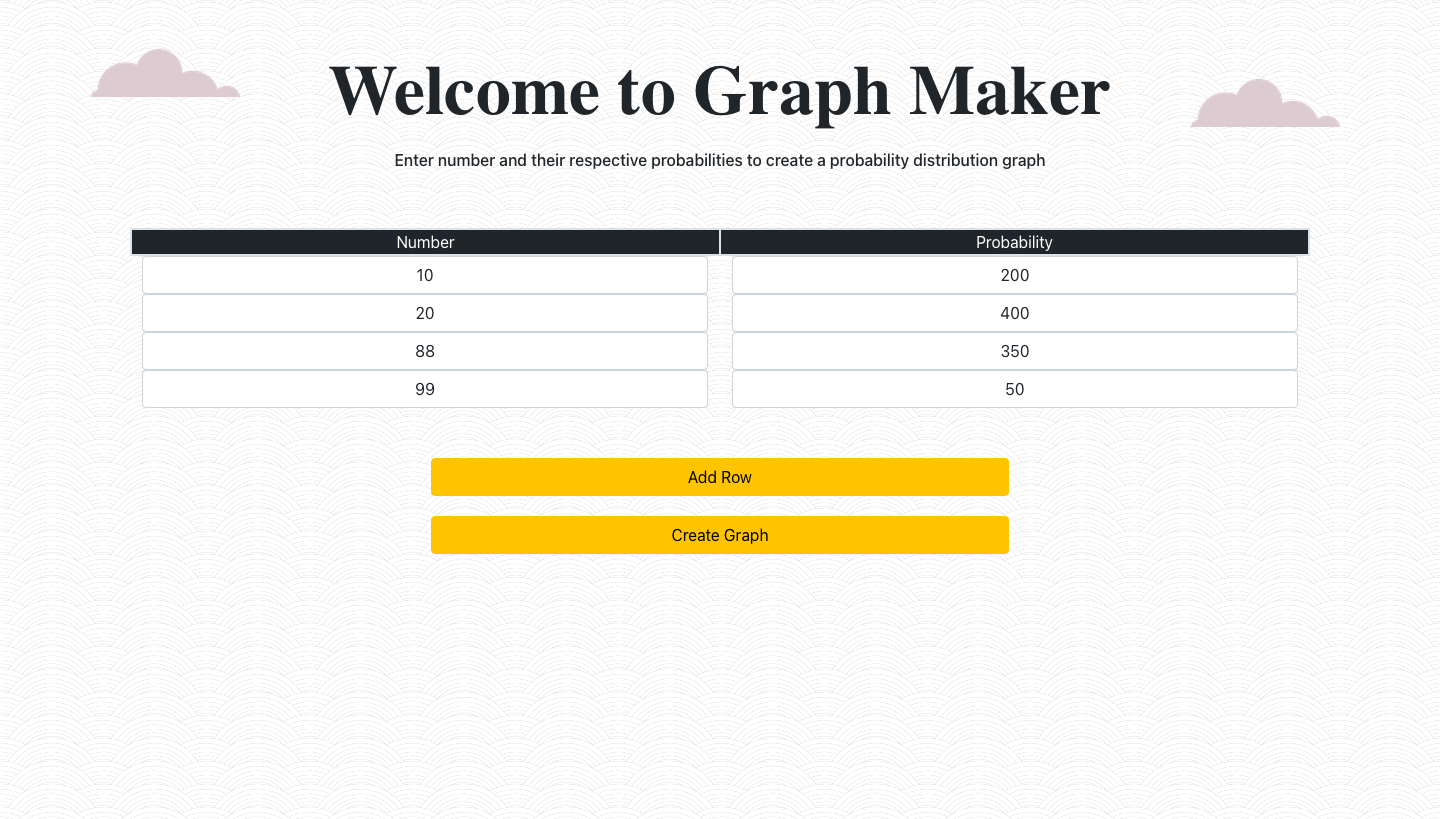 Welcome to Graph Maker
Enter number and their respective probabilities to create a probability distribution graph
Number Probability
10 200
20 400
88 350
99 50
Add Row
Create Graph